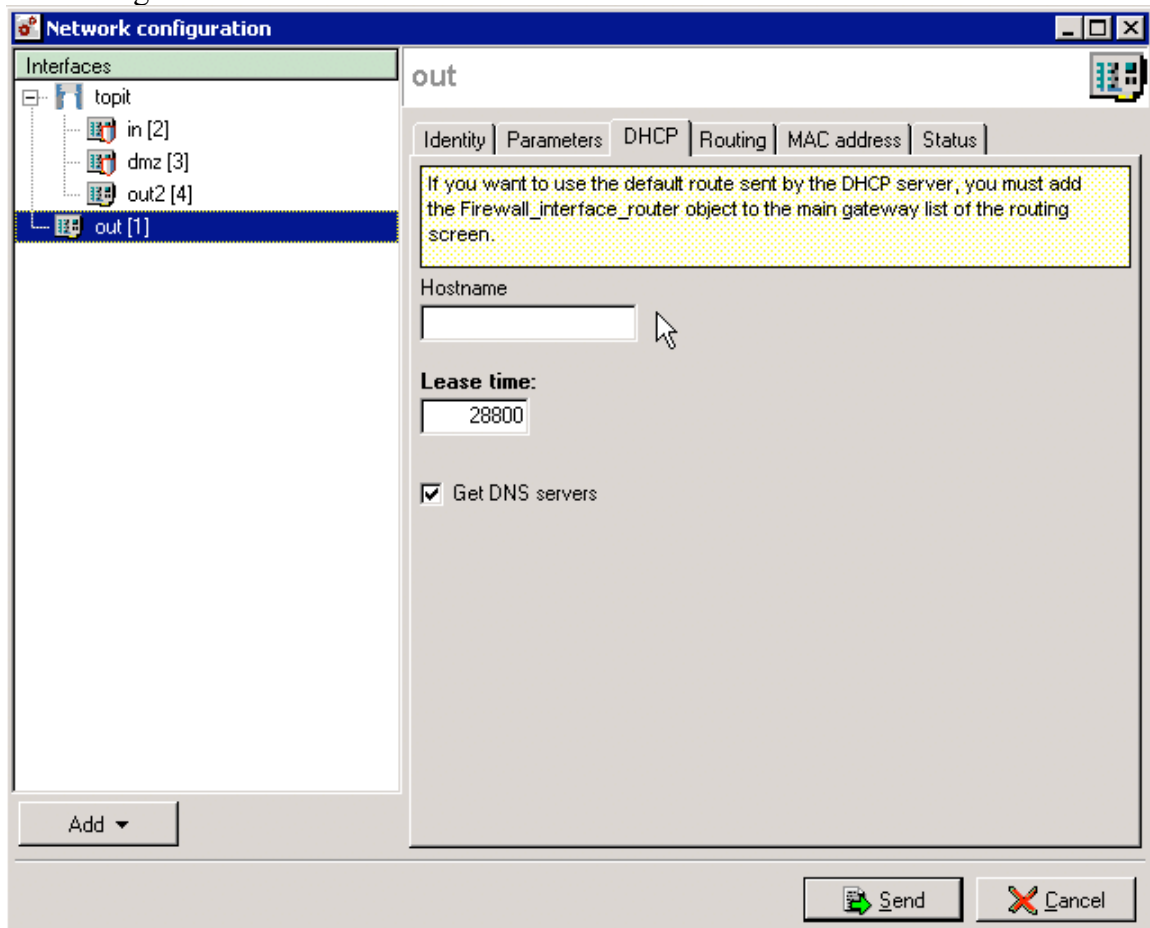 Network configuration
Interfaces
topit
in [2]
dmz [3]
out2 [4]
out [1]
Add
out
Identity Parameters DHCP Routing MAC address Status
If you want to use the default route sent by the DHCP server, you must add
the Firewall_interface_router object to the main gateway list of the routing
screen.
Hostname
Lease time:
28800
Get DNS servers
Send Cancel